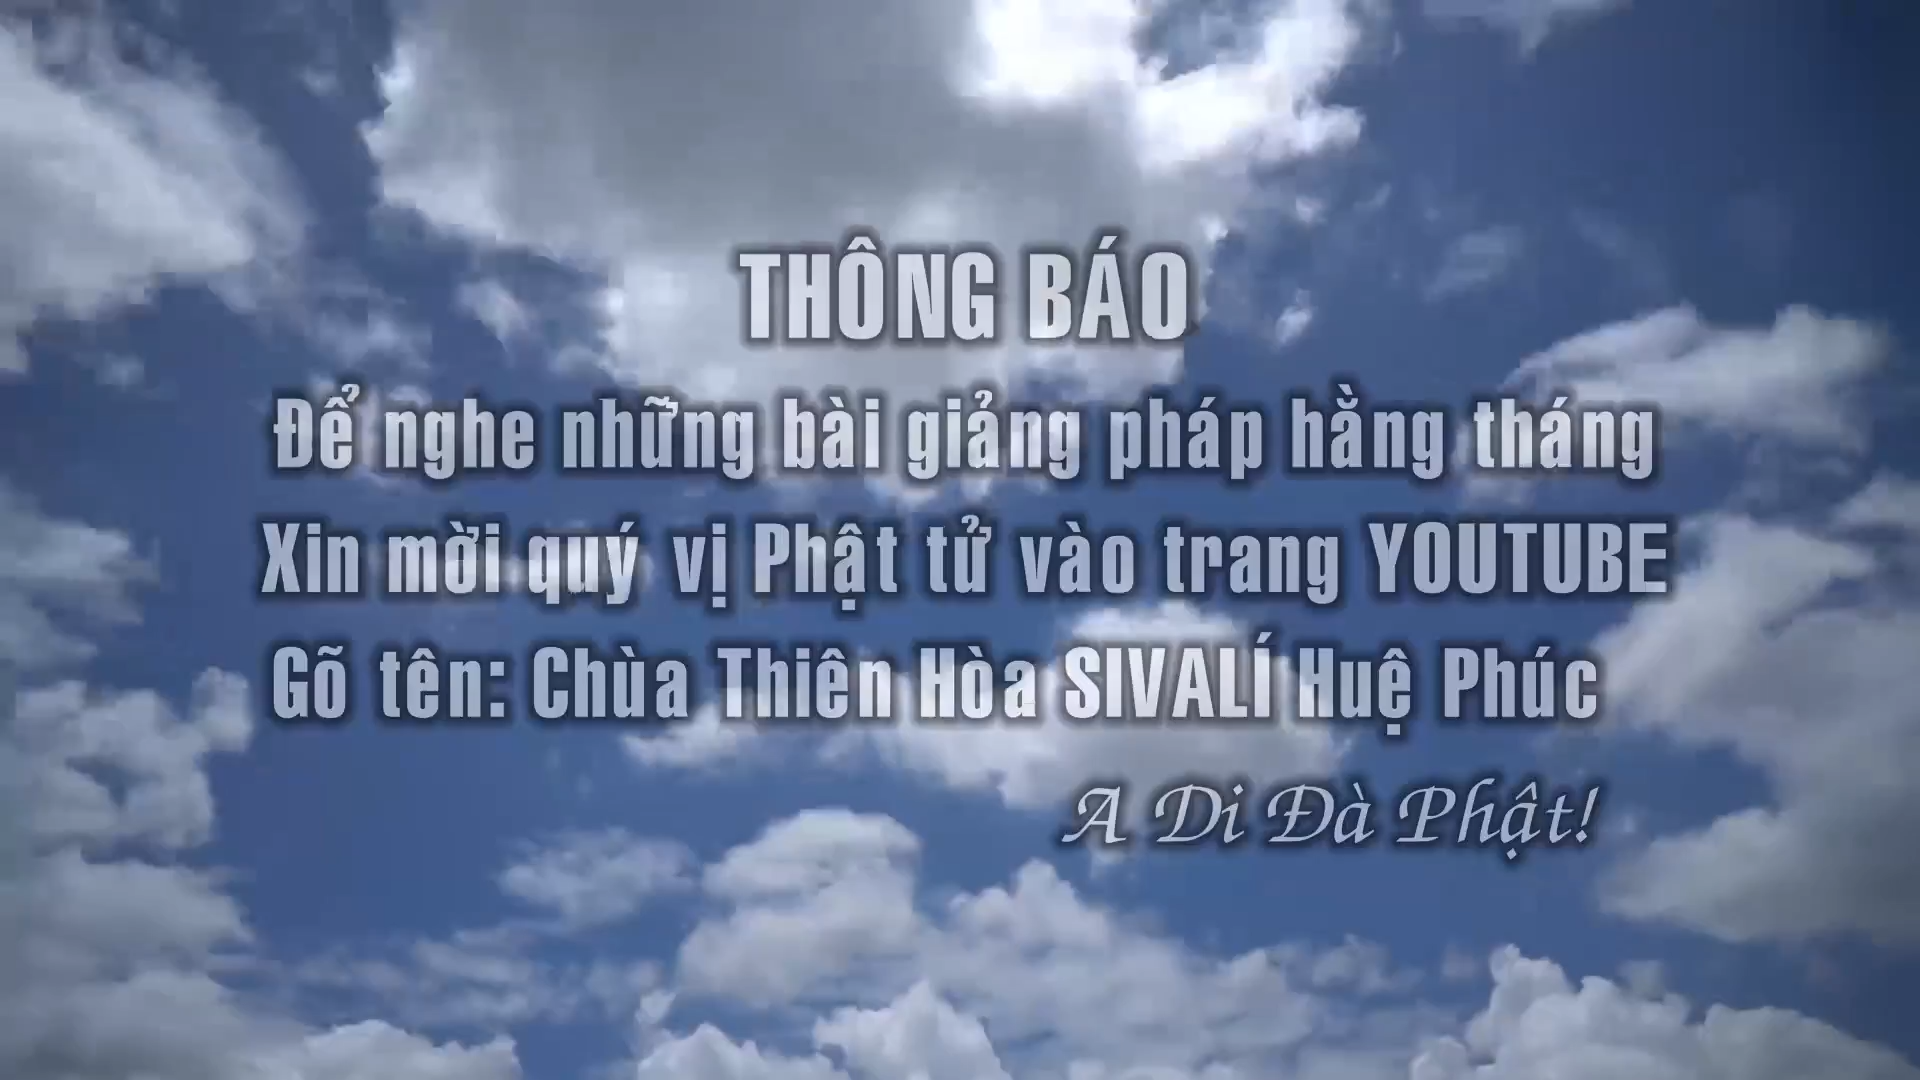 THÔNG BÁO
Để nghe những bài giảng pháp hằng tháng
Xin mời quý vị Phật tử vào trang YOUTUBE
Gõ tên: Chùa Thiên Hòa SIVALÍ Huệ Phúc
A Di Đà Phật!